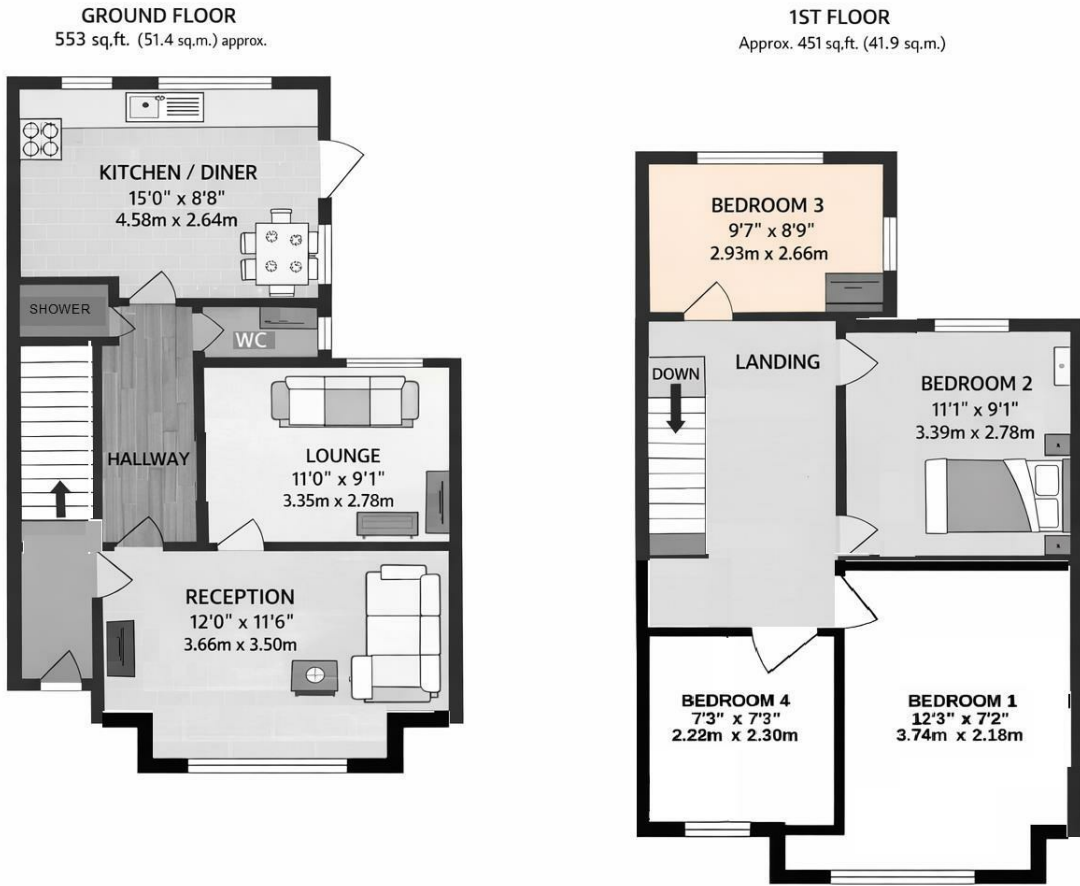 GROUND FLOOR
553 sq.ft. (51.4 sq.m.) approx.
KITCHEN / DINER
15'0" x 8'8"
4.58m x 2.64m
SHOWER
WC
HALLWAY
LOUNGE
11'0" x 9'1"
3.35m x 2.78m
RECEPTION
12'0" x 11'6"
3.66m x 3.50m
1ST FLOOR
Approx. 451 sq.ft. (41.9 sq.m.)
BEDROOM 3
9'7" x 8'9"
2.93m x 2.66m
LANDING
DOWN
BEDROOM 2
11'1" x 9'1"
3.39m x 2.78m
BEDROOM 4
7'3" x 7'3"
2.22m x 2.30m
BEDROOM 1
12'3" x 7'2"
3.74m x 2.18m